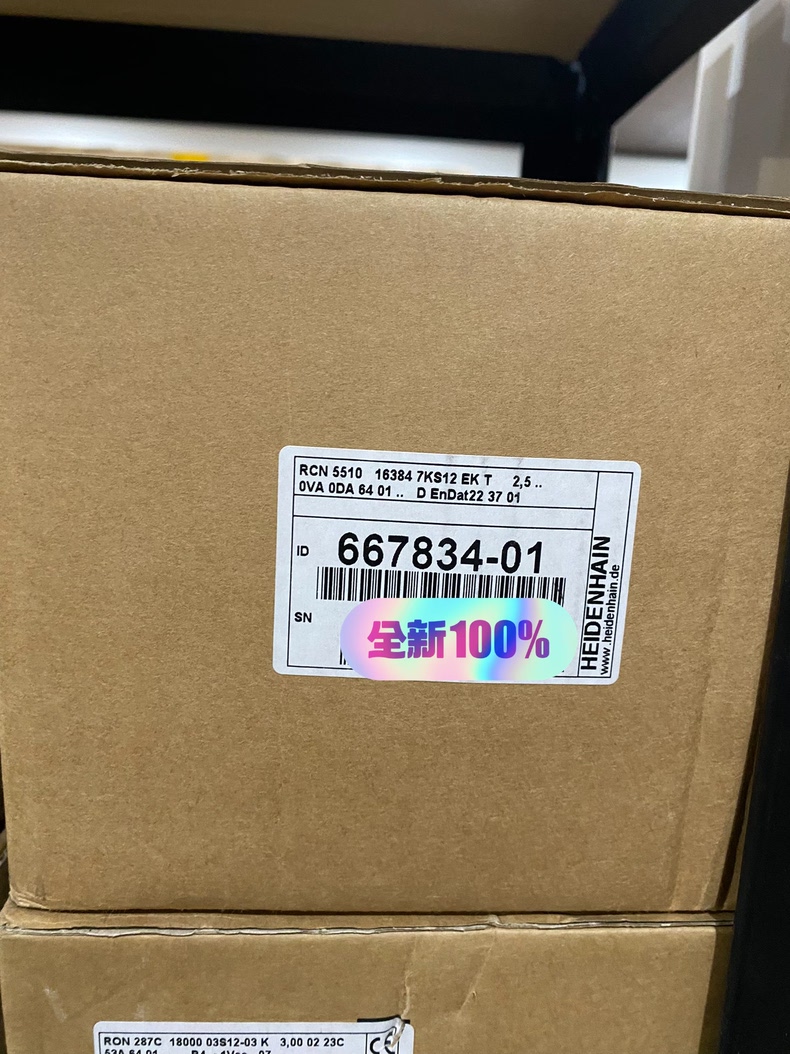 RCN 5510 16384 7KS12 EK T 2,5 ..
0VA 0DA 64 01 .. D EnDat22 37 01
ID 667834-01
SN
全新100%
HEIDENHAIN
www.heidenhain.de
RON 287C 18000 03S12-03 K 3,00 02 23C
CE